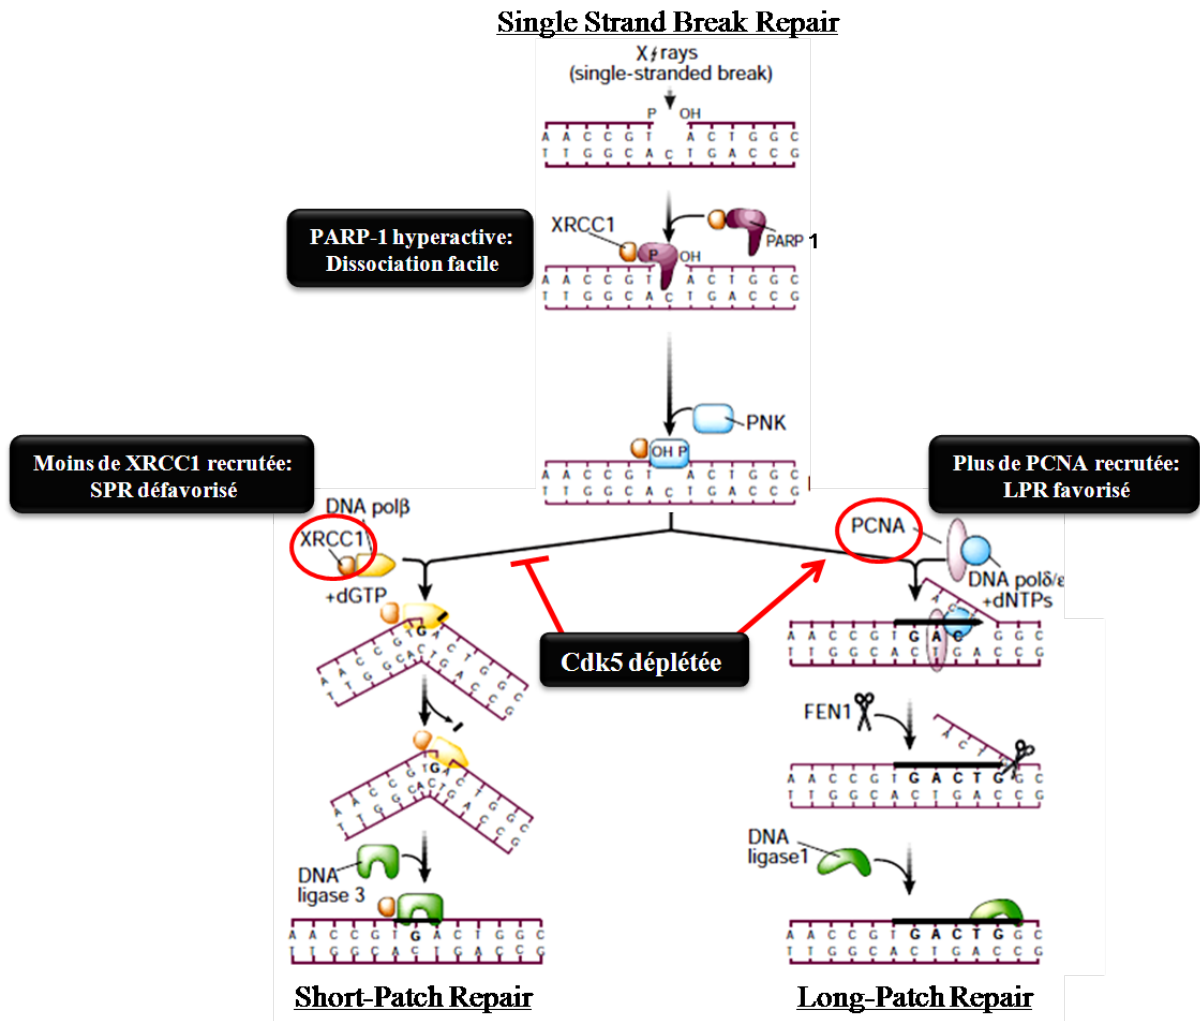 Single Strand Break Repair
X rays
(single-stranded break)
P OH
A A C C G T A C T G G C
T T G G C A C T G A C C G
PARP-1 hyperactive:
Dissociation facile
XRCC1
PARP 1
P OH
A A C C G T A C T G G C
T T G G C A C T G A C C G
PNK
OH P
A A C C G T A C T G G C
T T G G C A C T G A C C G
Moins de XRCC1 recrutée:
SPR défavorisé
Plus de PCNA recrutée:
LPR favorisé
DNA polβ
XRCC1
+dGTP
PCNA
DNA polδ/ε
+dNTPs
Cdk5 déplétée
A A C C G T G A C T G G C
T T G G C A C T G A C C G
A C
A A C C G T G A C G G C
T T G G C A C T G A C C G
FEN1
A A C C G T G A C T G G C
T T G G C A C T G A C C G
A C T
A A C C G T G A C T G G C
T T G G C A C T G A C C G
DNA
ligase 3
DNA
ligase1
A A C C G T G A C T G G C
T T G G C A C T G A C C G
A A C C G T G A C T G G C
T T G G C A C T G A C C G
Short-Patch Repair
Long-Patch Repair